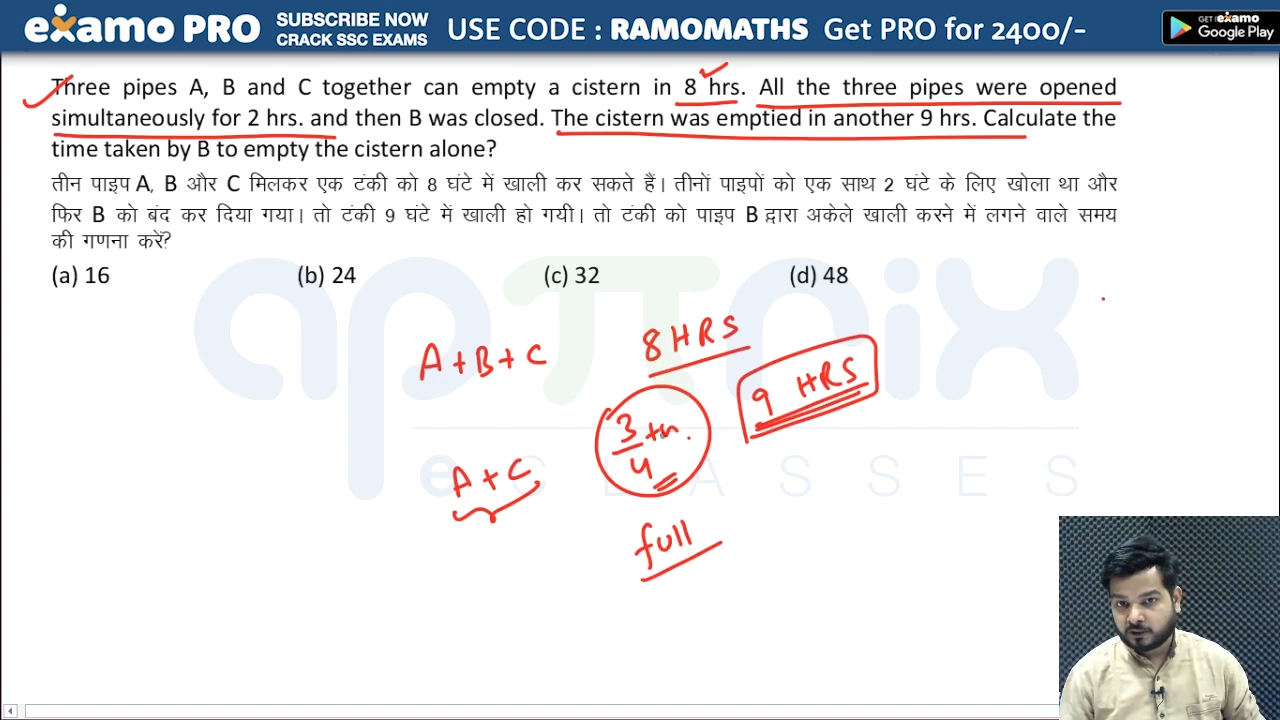 examo PRO SUBSCRIBE NOW CRACK SSC EXAMS USE CODE : RAMOMATHS Get PRO for 2400/- GET IT ON examo Google Play
Three pipes A, B and C together can empty a cistern in 8 hrs. All the three pipes were opened
simultaneously for 2 hrs. and then B was closed. The cistern was emptied in another 9 hrs. Calculate the
time taken by B to empty the cistern alone?
तीन पाइप A, B और C मिलकर एक टंकी को 8 घंटे में खाली कर सकते हैं। तीनों पाइपों को एक साथ 2 घंटे के लिए खोला था और
फिर B को बंद कर दिया गया। तो टंकी 9 घंटे में खाली हो गयी। तो टंकी को पाइप B द्वारा अकेले खाली करने में लगने वाले समय
की गणना करें?
(a) 16 (b) 24 (c) 32 (d) 48
A+B+C 8 HRS
9 HRS
3/4 th.
A+C
full
eCLASSES